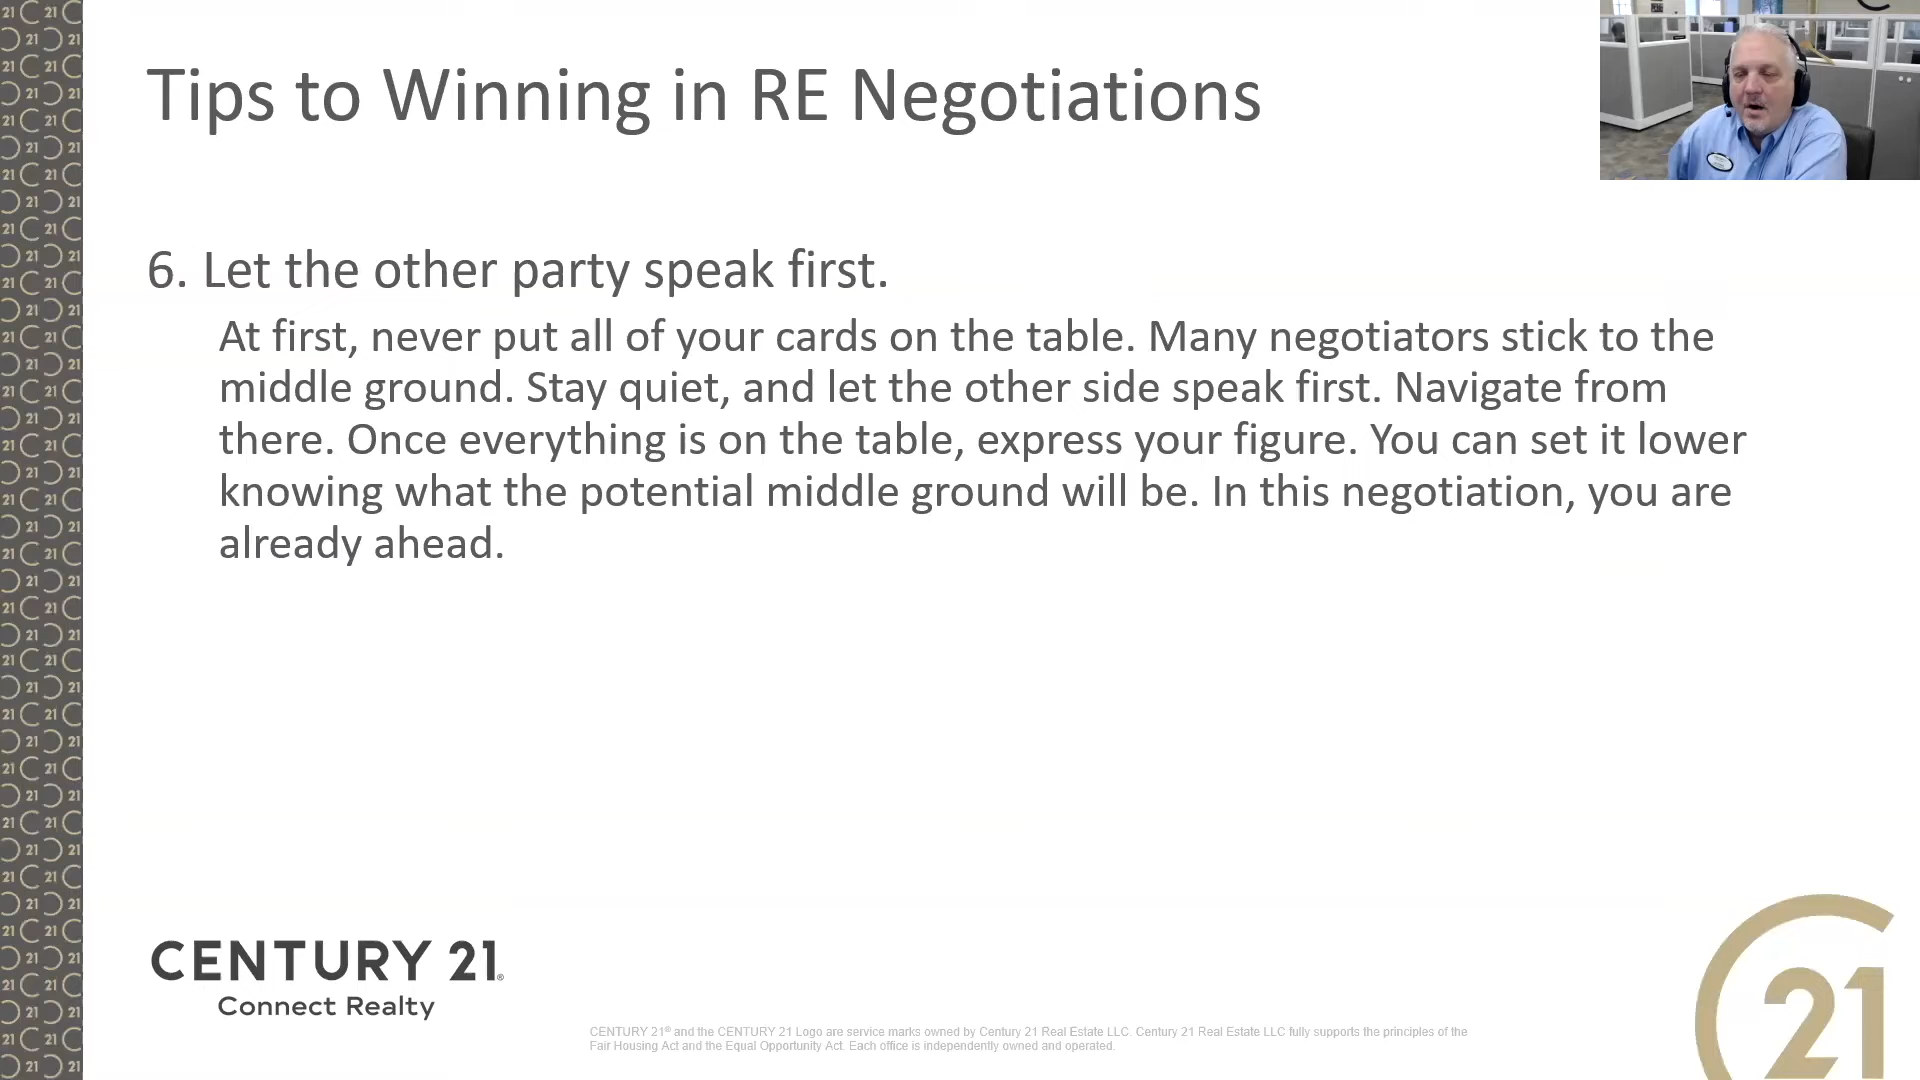 Tips to Winning in RE Negotiations
6. Let the other party speak first.
At first, never put all of your cards on the table. Many negotiators stick to the
middle ground. Stay quiet, and let the other side speak first. Navigate from
there. Once everything is on the table, express your figure. You can set it lower
knowing what the potential middle ground will be. In this negotiation, you are
already ahead.
CENTURY 21®
Connect Realty
CENTURY 21® and the CENTURY 21 Logo are service marks owned by Century 21 Real Estate LLC. Century 21 Real Estate LLC fully supports the principles of the
Fair Housing Act and the Equal Opportunity Act. Each office is independently owned and operated.
C21